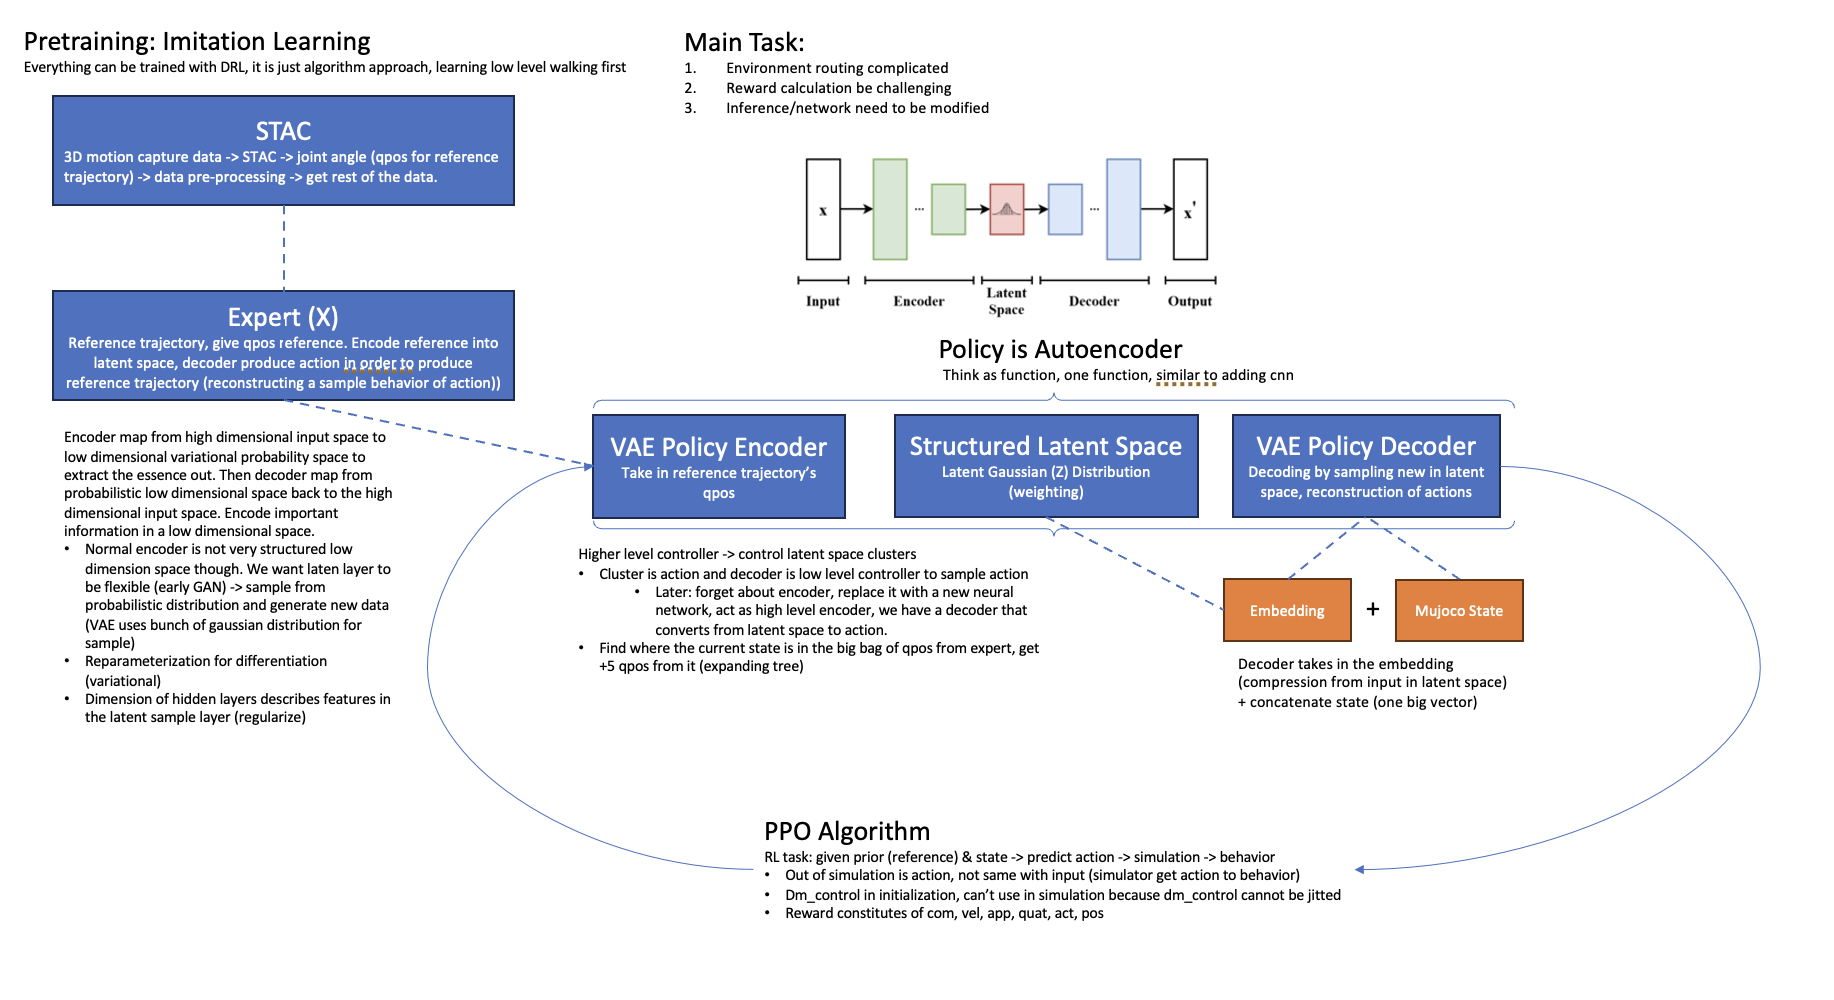 Pretraining: Imitation Learning
Everything can be trained with DRL, it is just algorithm approach, learning low level walking first
STAC
3D motion capture data -> STAC -> joint angle (qpos for reference
trajectory) -> data pre-processing -> get rest of the data.
Expert (X)
Reference trajectory, give qpos reference. Encode reference into
latent space, decoder produce action in order to produce
reference trajectory (reconstructing a sample behavior of action))
Encoder map from high dimensional input space to
low dimensional variational probability space to
extract the essence out. Then decoder map from
probabilistic low dimensional space back to the high
dimensional input space. Encode important
information in a low dimensional space.
• Normal encoder is not very structured low
dimension space though. We want laten layer to
be flexible (early GAN) -> sample from
probabilistic distribution and generate new data
(VAE uses bunch of gaussian distribution for
sample)
• Reparameterization for differentiation
(variational)
• Dimension of hidden layers describes features in
the latent sample layer (regularize)
Main Task:
1. Environment routing complicated
2. Reward calculation be challenging
3. Inference/network need to be modified
x ... ... x'
Input Encoder Latent Decoder Output
Space
Policy is Autoencoder
Think as function, one function, similar to adding cnn
VAE Policy Encoder
Take in reference trajectory's
qpos
Structured Latent Space
Latent Gaussian (Z) Distribution
(weighting)
VAE Policy Decoder
Decoding by sampling new in latent
space, reconstruction of actions
Higher level controller -> control latent space clusters
• Cluster is action and decoder is low level controller to sample action
• Later: forget about encoder, replace it with a new neural
network, act as high level encoder, we have a decoder that
converts from latent space to action.
• Find where the current state is in the big bag of qpos from expert, get
+5 qpos from it (expanding tree)
Embedding + Mujoco State
Decoder takes in the embedding
(compression from input in latent space)
+ concatenate state (one big vector)
PPO Algorithm
RL task: given prior (reference) & state -> predict action -> simulation -> behavior
• Out of simulation is action, not same with input (simulator get action to behavior)
• Dm_control in initialization, can't use in simulation because dm_control cannot be jitted
• Reward constitutes of com, vel, app, quat, act, pos